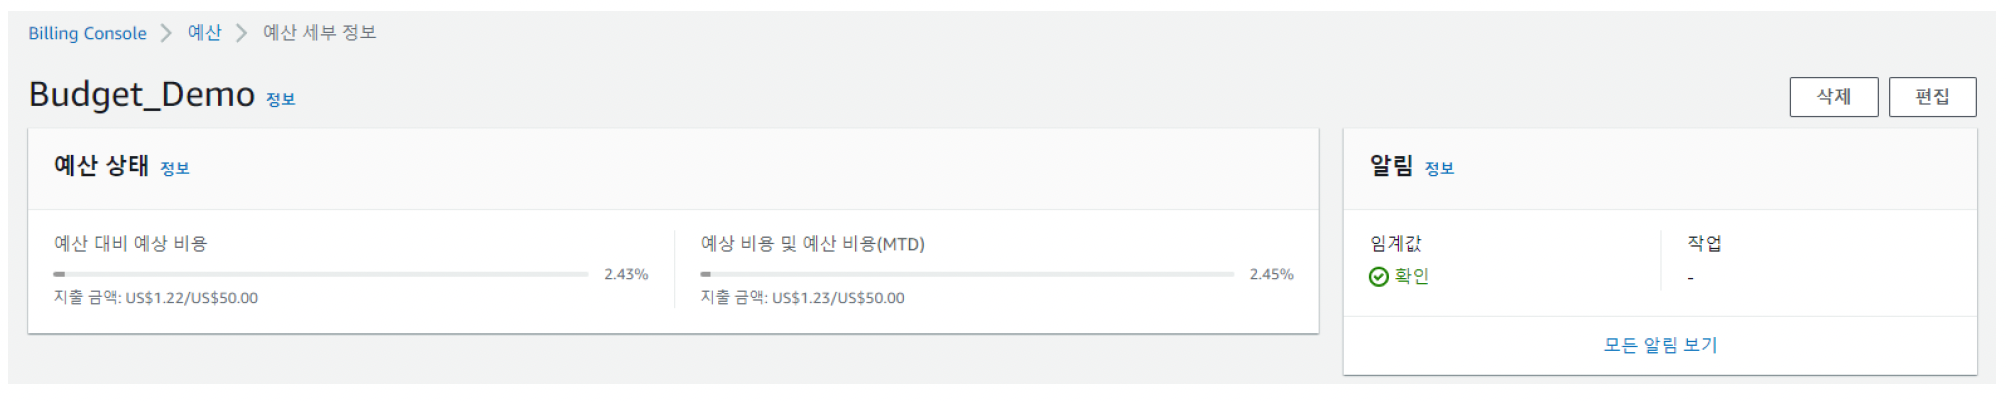 Billing Console > 예산 > 예산 세부 정보
Budget_Demo 정보
삭제 편집
예산 상태 정보
예산 대비 예상 비용
2.43%
지출 금액: US$1.22/US$50.00
예상 비용 및 예산 비용(MTD)
2.45%
지출 금액: US$1.23/US$50.00
알림 정보
임계값
확인
작업
-
모든 알림 보기